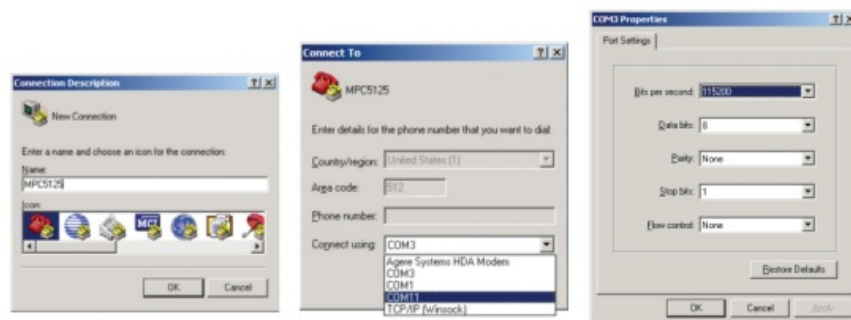 Connection Description
New Connection
Enter a name and choose an icon for the connection:
Name:
MPC5125
Icon:
MCI
OK Cancel
Connect To
MPC5125
Enter details for the phone number that you want to dial:
Country/region: United States (1)
Area code: 512
Phone number:
Connect using: COM3
Agere Systems HDA Modem
COM3
COM1
COM11
TCP/IP (Winsock)
COM3 Properties
Port Settings
Bits per second: 115200
Data bits: 8
Parity: None
Stop bits: 1
Flow control: None
Restore Defaults
OK Cancel Apply